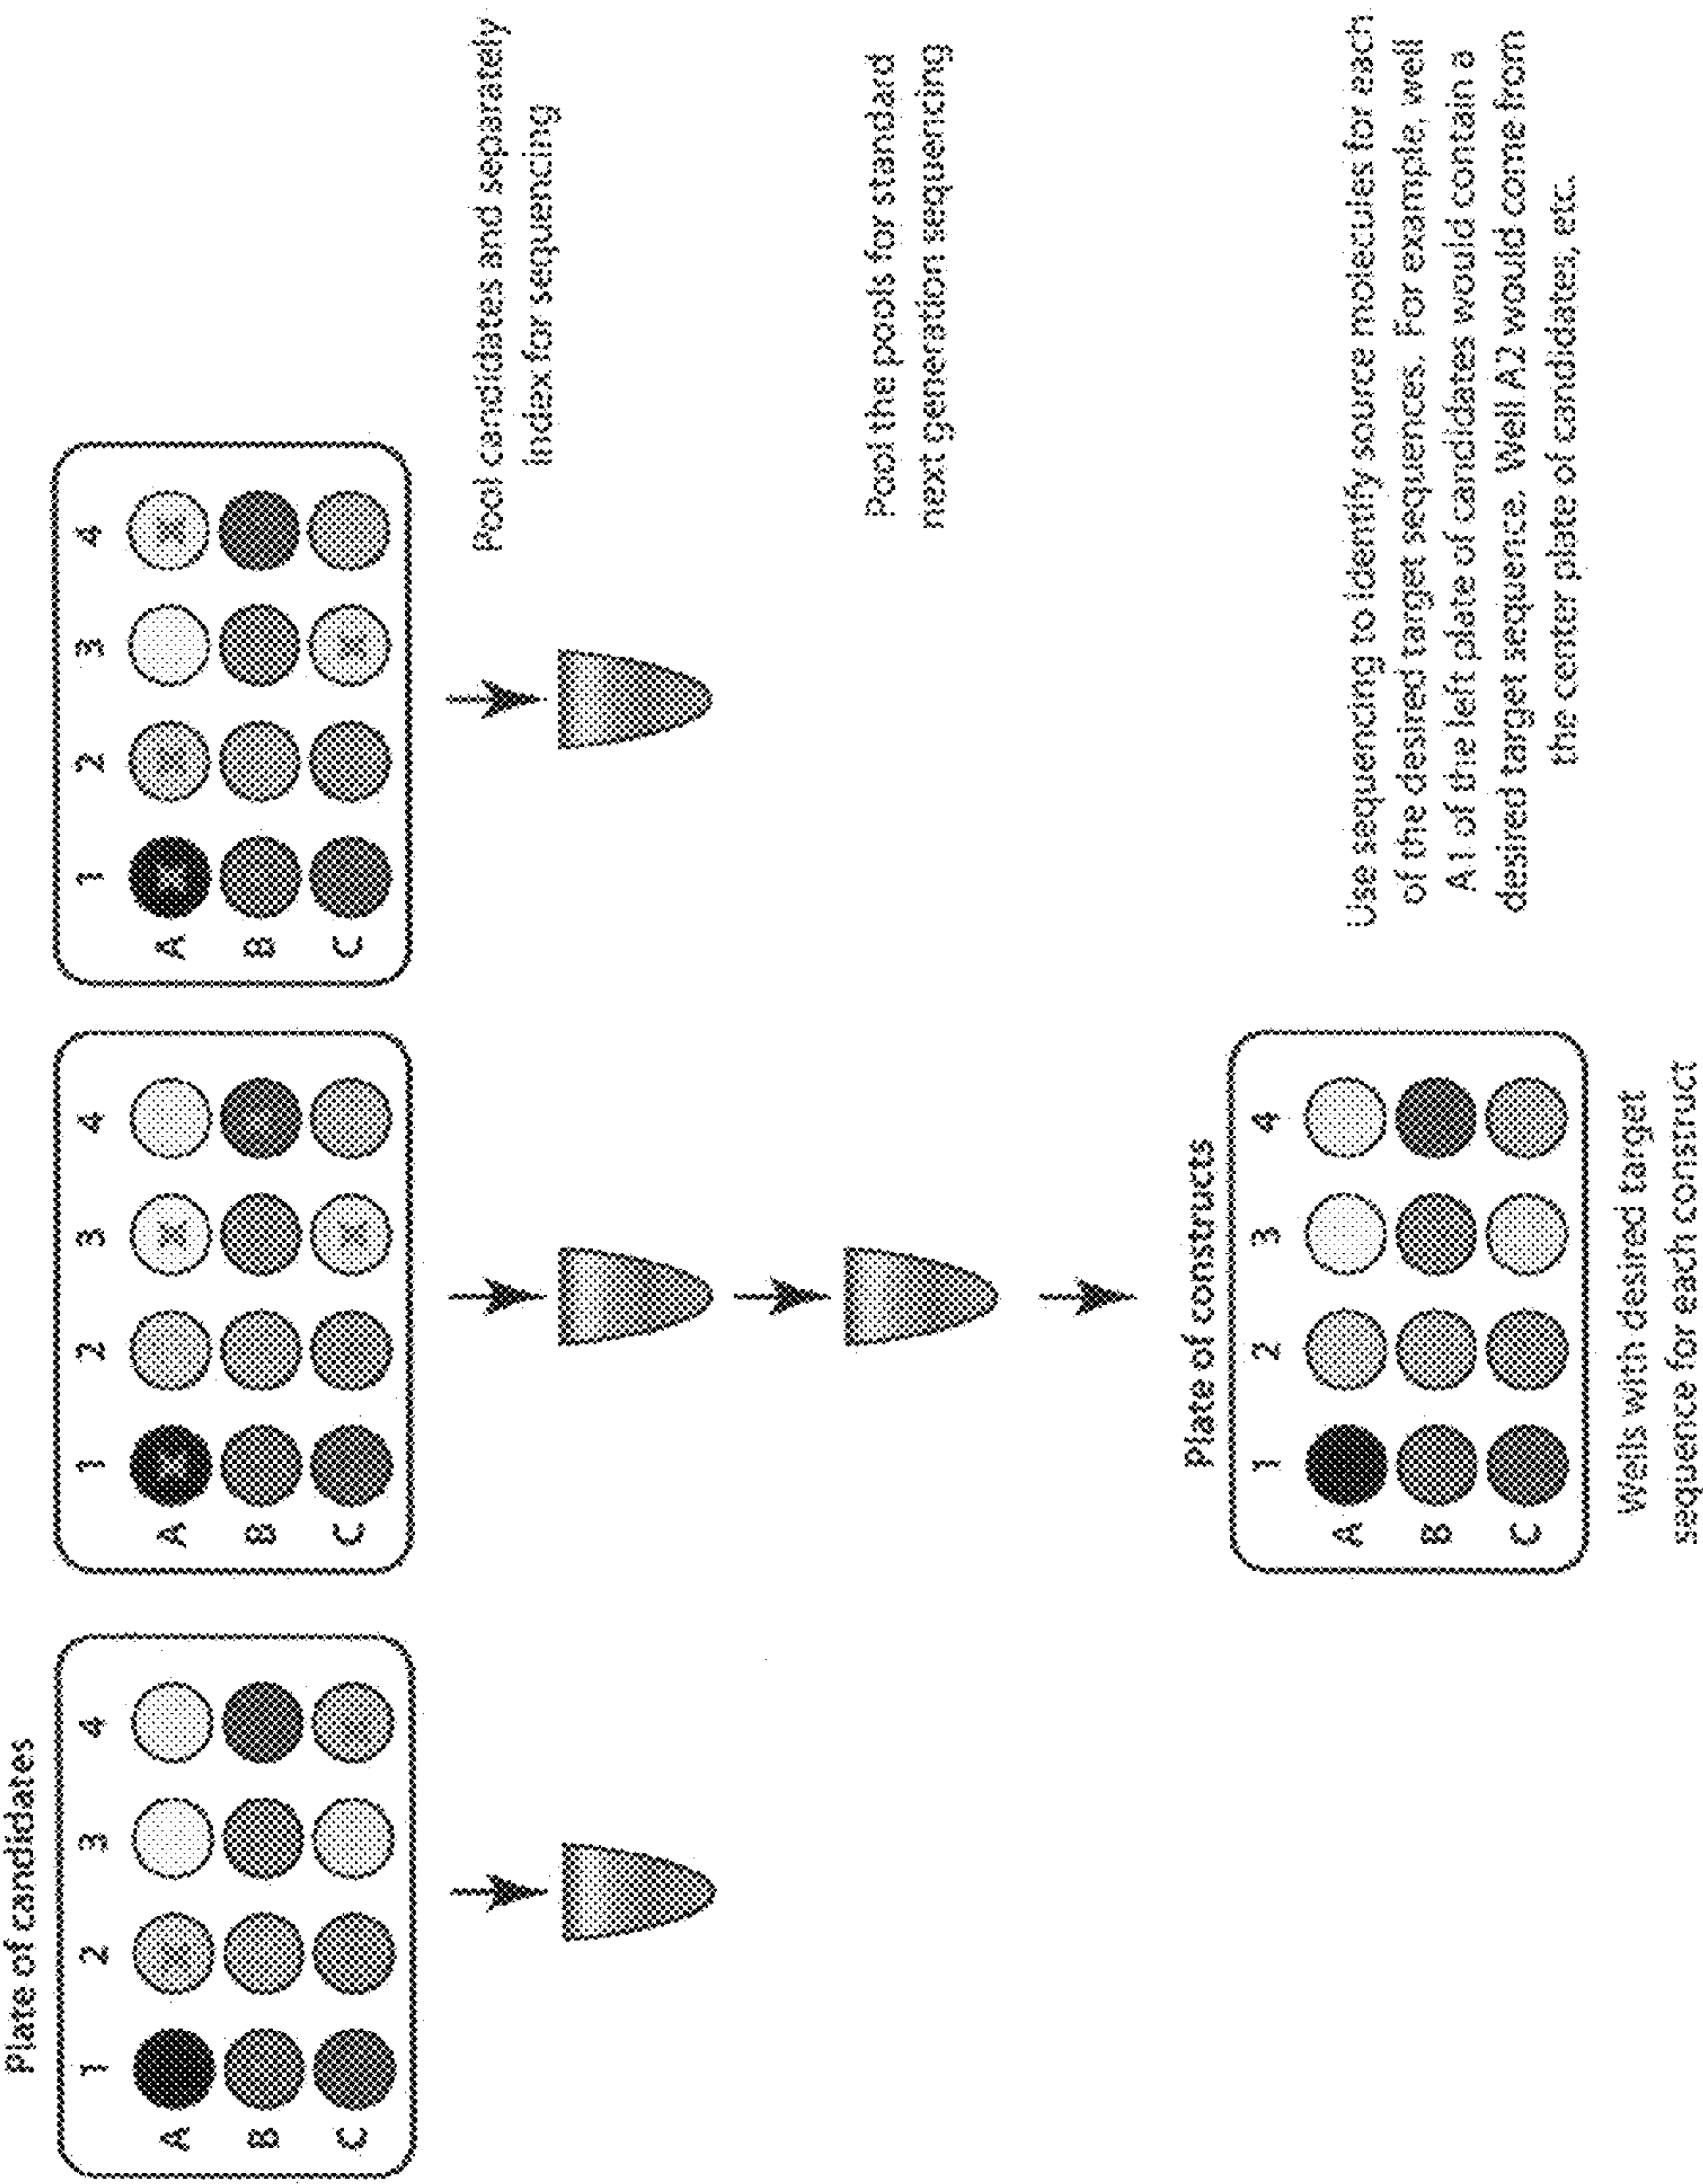 Plate of candidates
1 2 3 4
A x
B
C
1 2 3 4
A x x
B
C x
1 2 3 4
A x x x
B
C x
Pool candidates and separately
index for sequencing
Pool the pools for standard
next generation sequencing
Plate of constructs
1 2 3 4
A
B
C
Wells with desired target
sequence for each construct
Use sequencing to identify source molecules for each
of the desired target sequences. For example, well
A1 of the left plate of candidates would contain a
desired target sequence. Well A2 would come from
the center plate of candidates, etc.